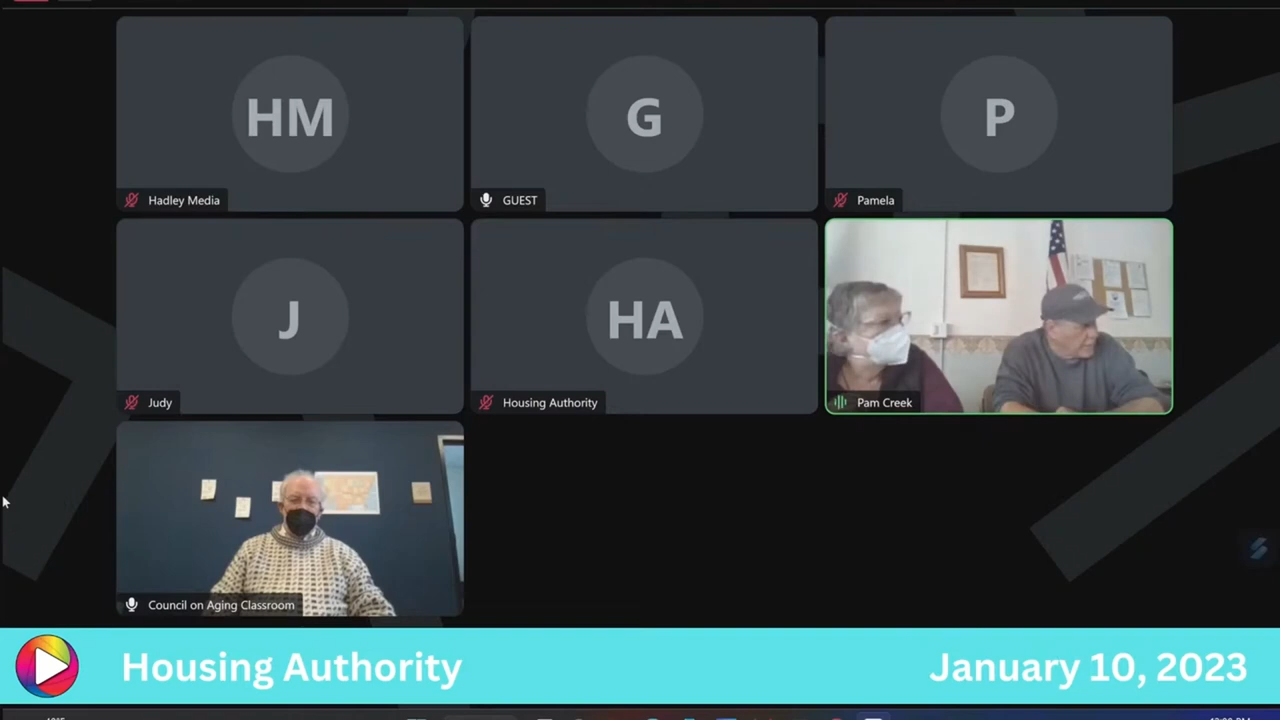 HM
G
P
Hadley Media
GUEST
Pamela
J
HA
Judy
Housing Authority
Pam Creek
Council on Aging Classroom
Housing Authority
January 10, 2023